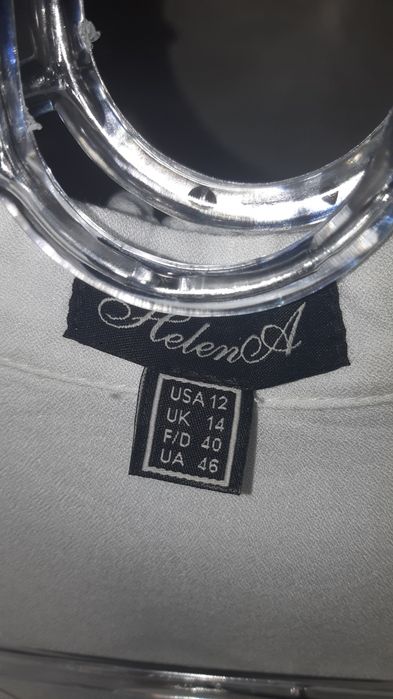 HelenA
USA 12
UK 14
F/D 40
UA 46